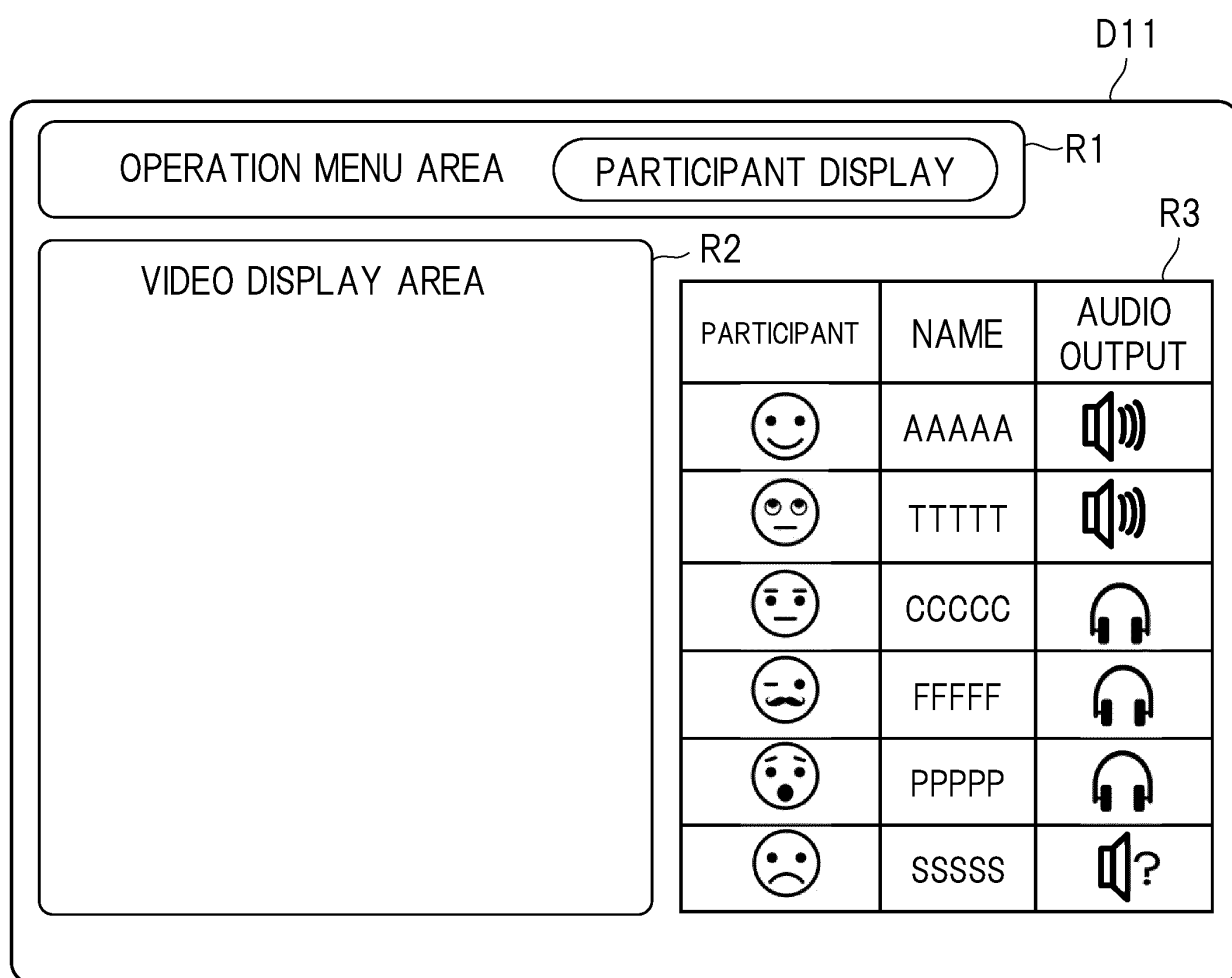 D11
OPERATION MENU AREA PARTICIPANT DISPLAY
R1
R2
R3
VIDEO DISPLAY AREA
PARTICIPANT NAME AUDIO
OUTPUT
AAAAA
TTTTT
CCCCC
FFFFF
PPPPP
SSSSS ?